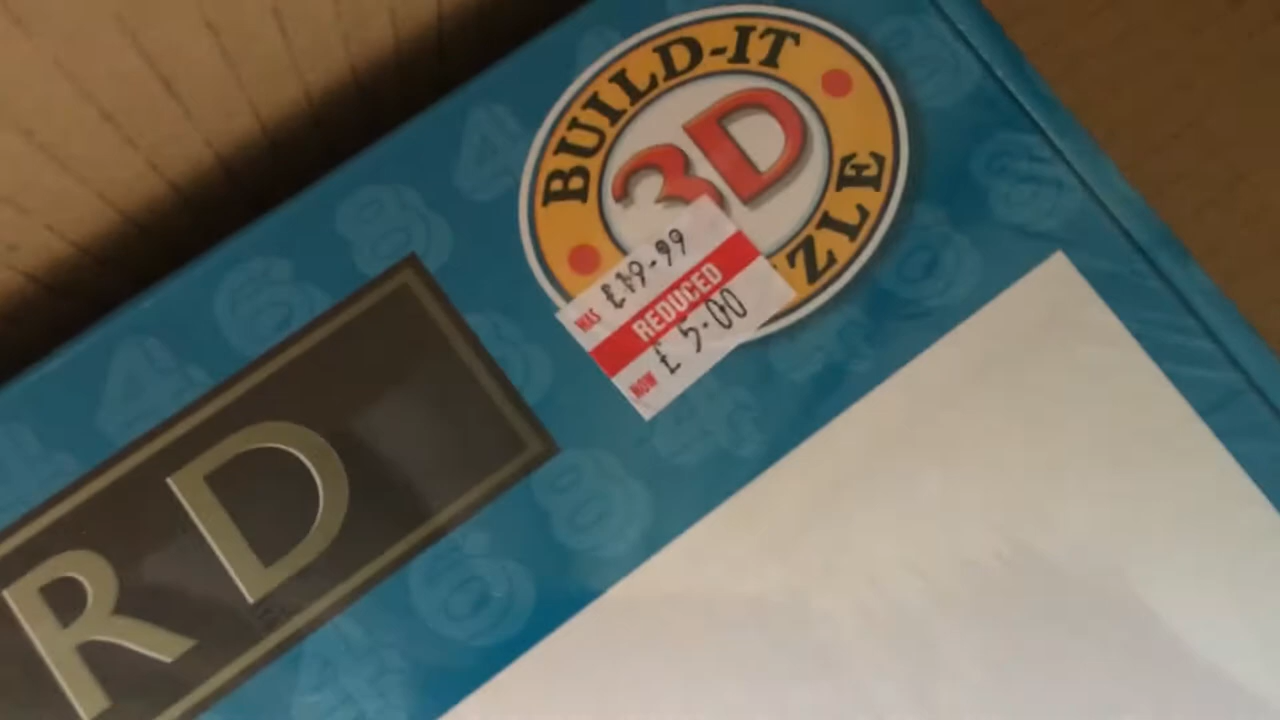 BUILD-IT
3D
ZLE
WAS £19-99
REDUCED
NOW £5-00
RD